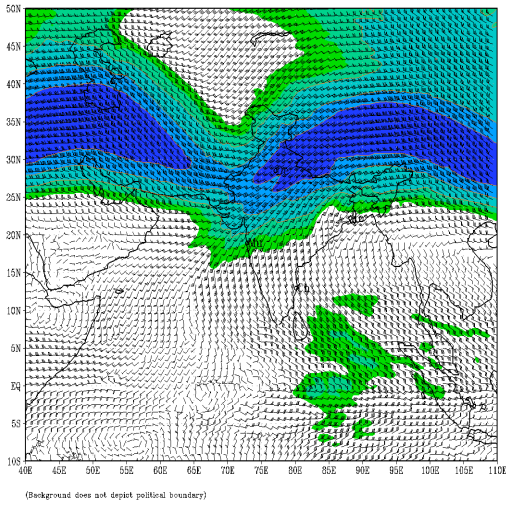 50N
45N
40N
35N
30N
25N
20N
15N
10N
5N
EQ
5S
10S
40E 45E 50E 55E 60E 65E 70E 75E 80E 85E 90E 95E 100E 105E 110E
(Background does not depict political boundary)